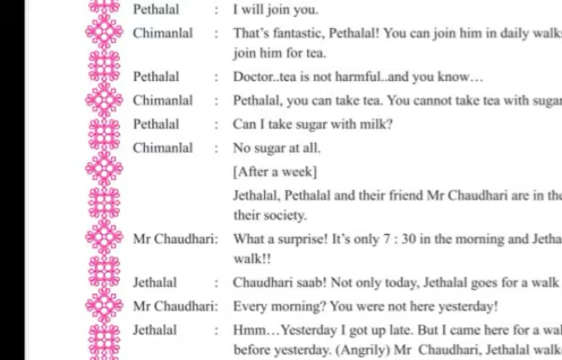 Pethalal : I will join you.
Chimanlal : That's fantastic, Pethalal! You can join him in daily walk
join him for tea.
Pethalal : Doctor..tea is not harmful..and you know…
Chimanlal : Pethalal, you can take tea. You cannot take tea with sugar
Pethalal : Can I take sugar with milk?
Chimanlal : No sugar at all.
[After a week]
Jethalal, Pethalal and their friend Mr Chaudhari are in the
their society.
Mr Chaudhari: What a surprise! It's only 7 : 30 in the morning and Jetha
walk!!
Jethalal : Chaudhari saab! Not only today, Jethalal goes for a walk
Mr Chaudhari: Every morning? You were not here yesterday!
Jethalal : Hmm…Yesterday I got up late. But I came here for a wal
before yesterday. (Angrily) Mr Chaudhari, Jethalal walk